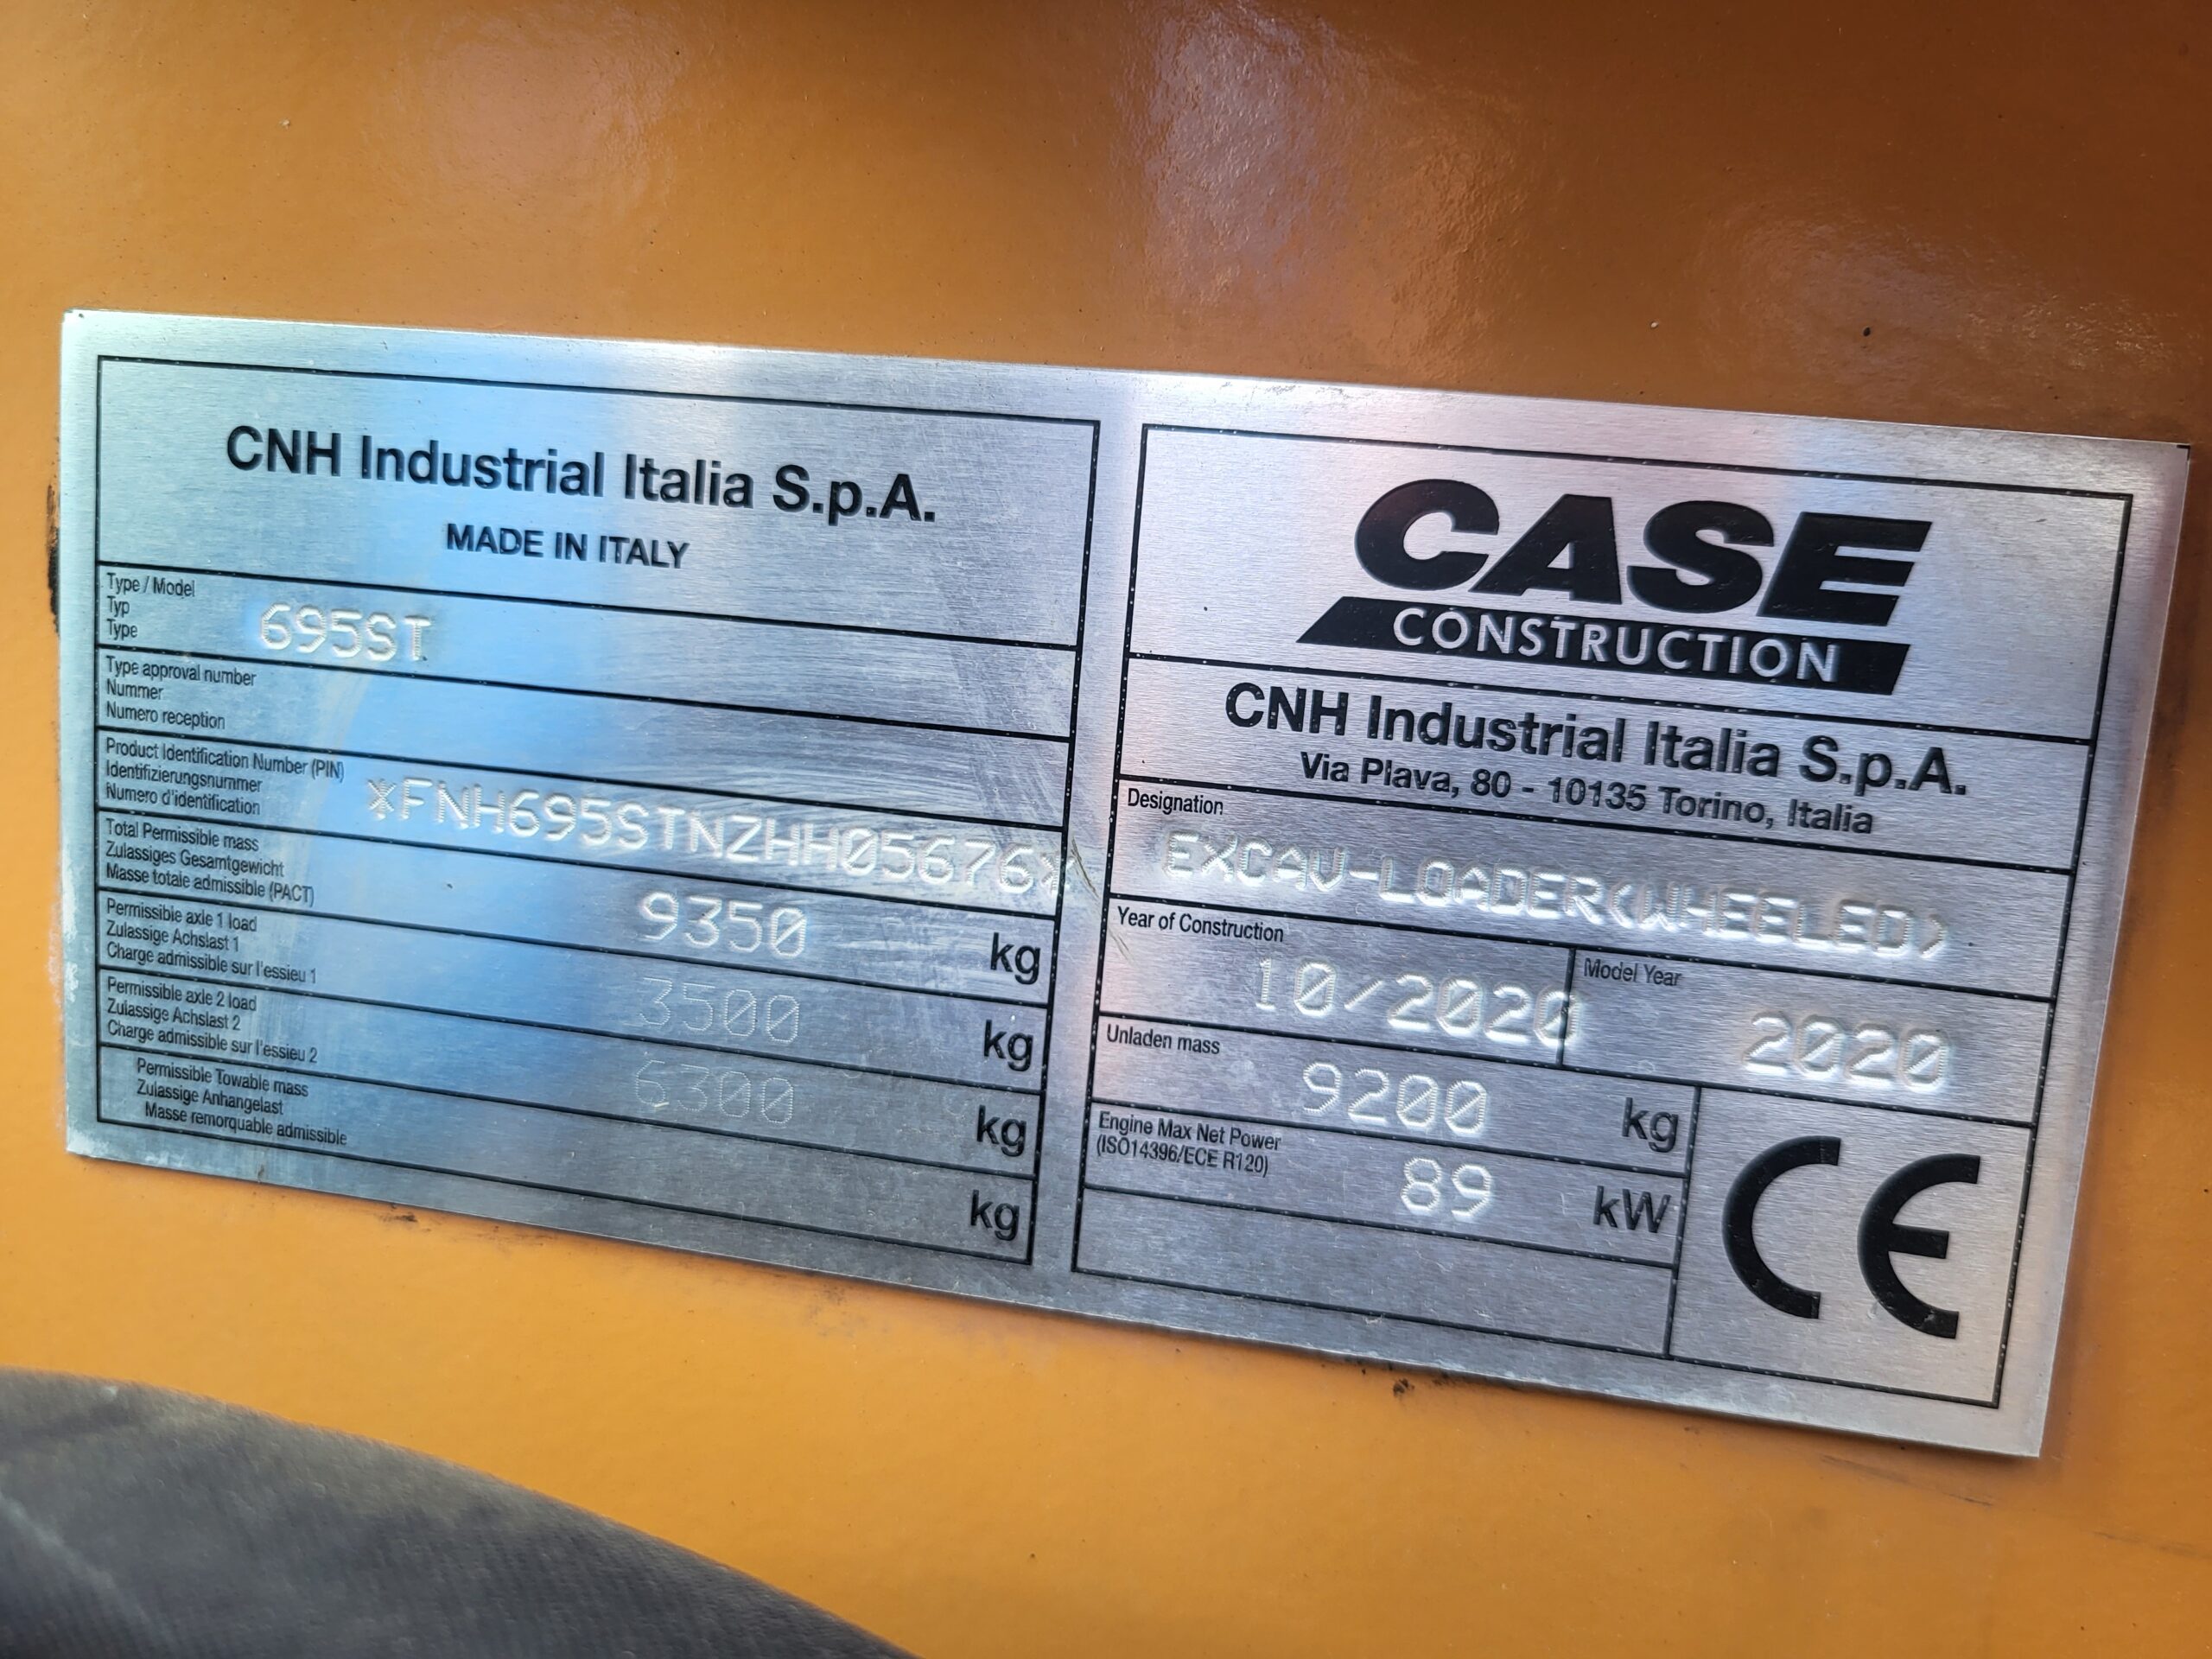 CNH Industrial Italia S.p.A.
MADE IN ITALY
Type / Model
Typ
Type
695ST
Type approval number
Nummer
Numero reception
Product Identification Number (PIN)
Identifizierungsnummer
Numero d'identification
*FNH695STNZHH05676*
Total Permissible mass
Zulassiges Gesamtgewicht
Masse totale admissible (PACT)
9350 kg
Permissible axle 1 load
Zulassige Achslast 1
Charge admissible sur l'essieu 1
3500 kg
Permissible axle 2 load
Zulassige Achslast 2
Charge admissible sur l'essieu 2
6300 kg
Permissible Towable mass
Zulassige Anhangelast
Masse remorquable admissible
kg
CASE
CONSTRUCTION
CNH Industrial Italia S.p.A.
Via Plava, 80 - 10135 Torino, Italia
Designation
EXCAV-LOADER(WHEELED)
Year of Construction
10/2020
Model Year
2020
Unladen mass
9200 kg
Engine Max Net Power
(ISO14396/ECE R120)
89 kW
CE